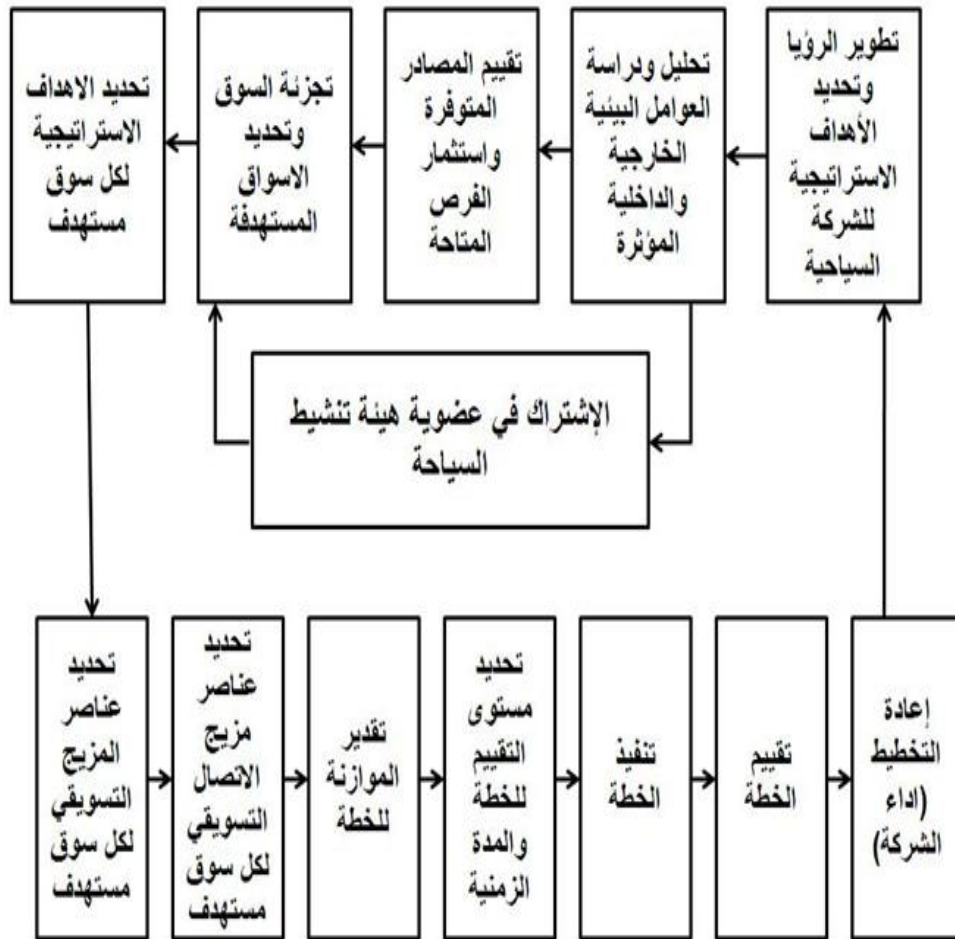 تطوير الرؤيا
وتحديد
الأهداف
الاستراتيجية
للشركة
السياحية
تحليل ودراسة
العوامل البيئية
الخارجية
والداخلية
المؤثرة
تقييم المصادر
المتوفرة
واستثمار
الفرص
المتاحة
تجزئة السوق
وتحديد
الاسواق
المستهدفة
تحديد الاهداف
الاستراتيجية
لكل سوق
مستهدف
الإشتراك في عضوية هيئة تنشيط
السياحة
تحديد
عناصر
المزيج
التسويقي
لكل سوق
مستهدف
تحديد
عناصر
مزيج
الاتصال
التسويقي
لكل سوق
مستهدف
تقدير
الموازنة
للخطة
تحديد
مستوى
التقييم
للخطة
والمدة
الزمنية
تنفيذ
الخطة
تقييم
الخطة
إعادة
التخطيط
(اداء
الشركة)